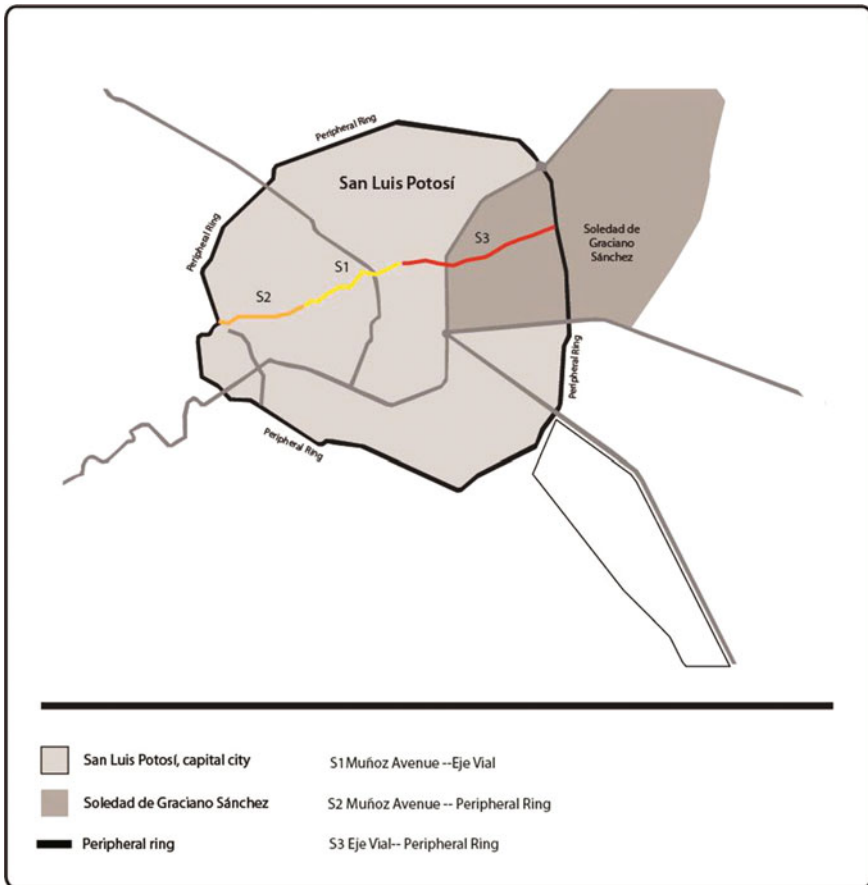 Peripheral Ring
San Luis Potosí
Peripheral Ring
S3
Soledad de
Graciano
Sánchez
S1
S2
Peripheral Ring
Peripheral Ring
San Luis Potosí, capital city
S1Muñoz Avenue --Eje Vial
Soledad de Graciano Sánchez
S2 Muñoz Avenue -- Peripheral Ring
Peripheral ring
S3 Eje Vial-- Peripheral Ring